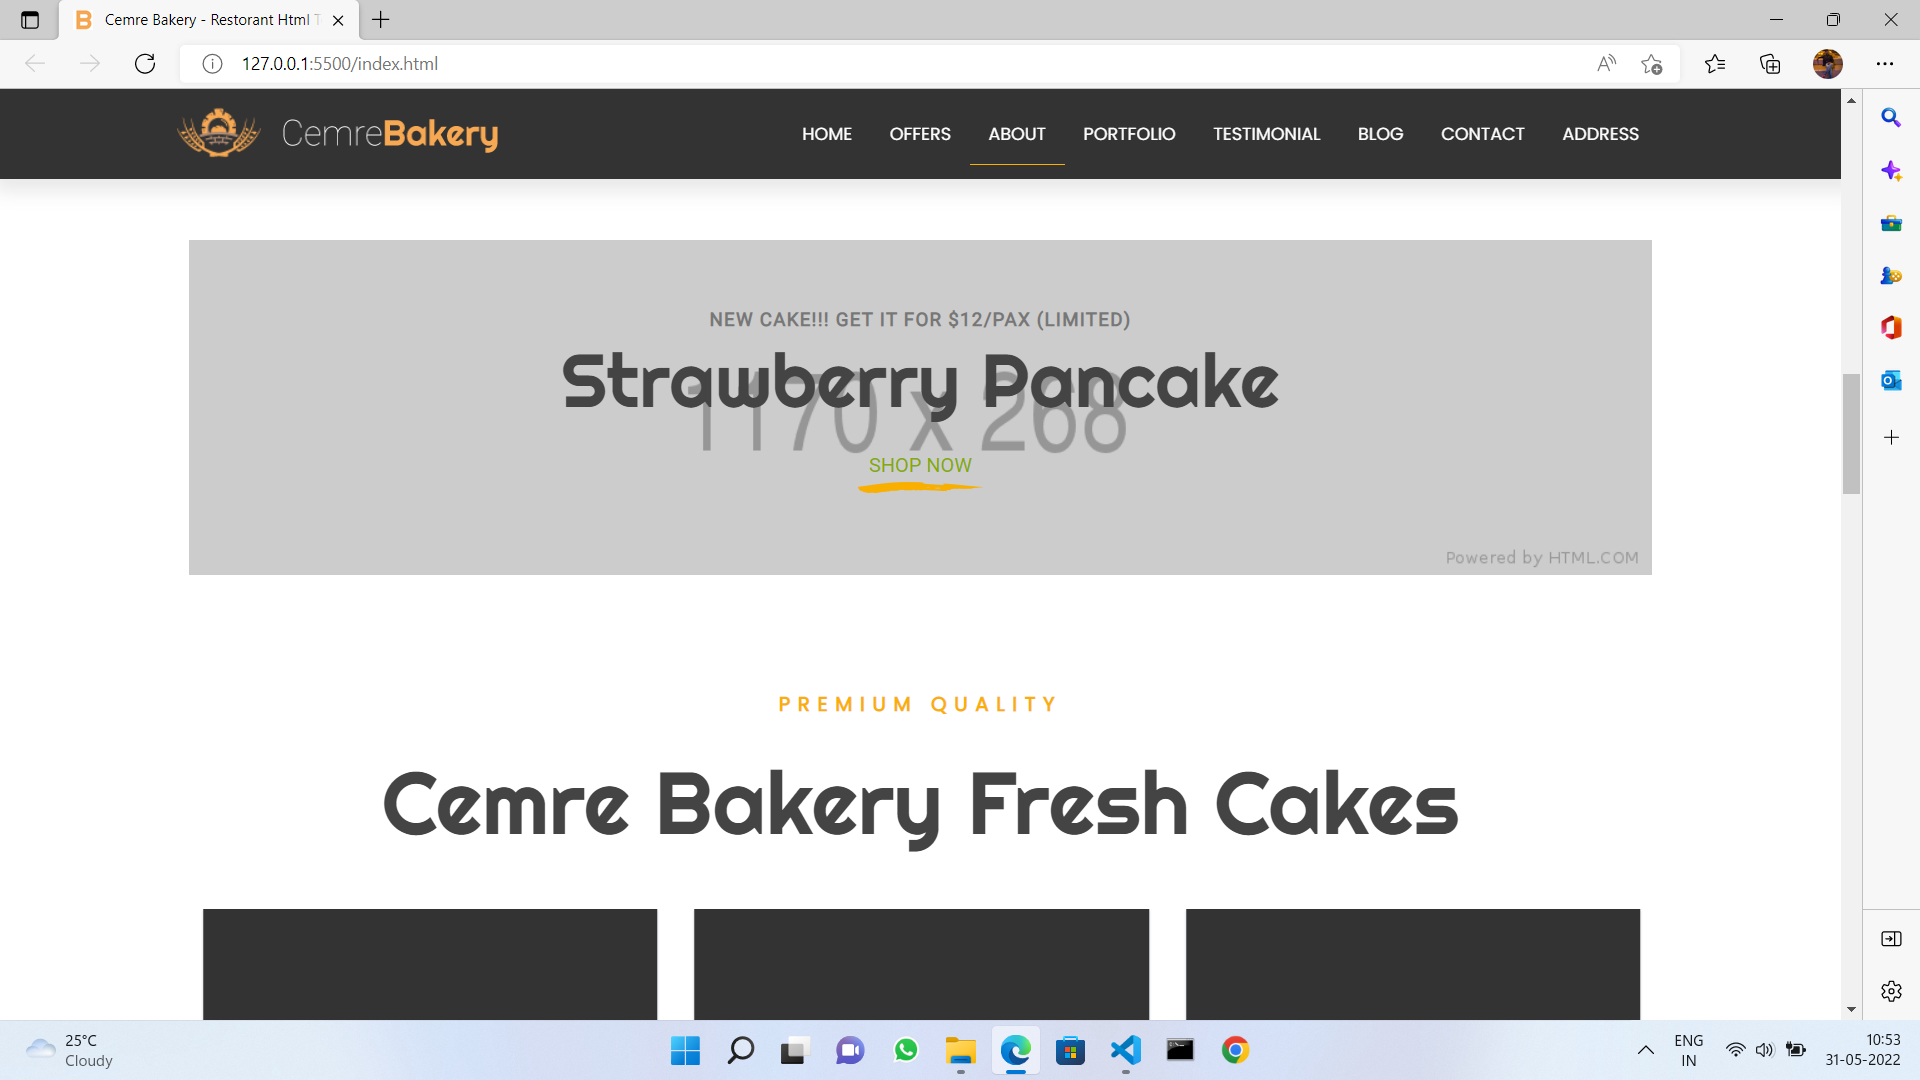 Cemre Bakery - Restorant Html T
127.0.0.1:5500/index.html
CemreBakery
HOME OFFERS ABOUT PORTFOLIO TESTIMONIAL BLOG CONTACT ADDRESS
NEW CAKE!!! GET IT FOR $12/PAX (LIMITED)
Strawberry Pancake
1170 x 268
SHOP NOW
Powered by HTML.COM
PREMIUM QUALITY
Cemre Bakery Fresh Cakes
25°C
Cloudy
ENG
IN
10:53
31-05-2022